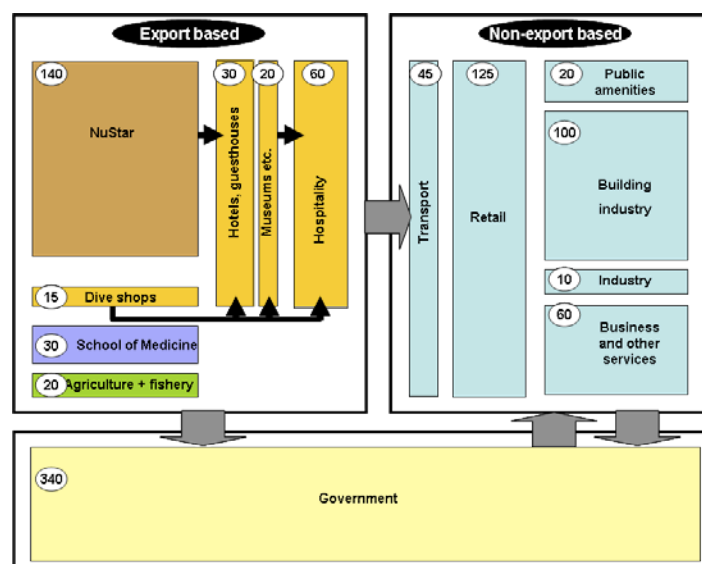 Export based
140
NuStar
30
Hotels, guesthouses
20
Museums etc.
60
Hospitality
15
Dive shops
30
School of Medicine
20
Agriculture + fishery
Non-export based
45
Transport
125
Retail
20
Public
amenities
100
Building
industry
10
Industry
60
Business
and other
services
340
Government